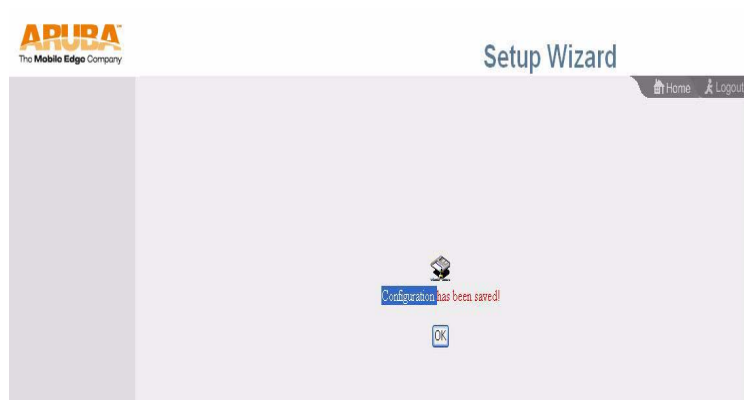 ARUBA
The Mobile Edge Company
Setup Wizard
Home Logout
Configuration has been saved!
OK